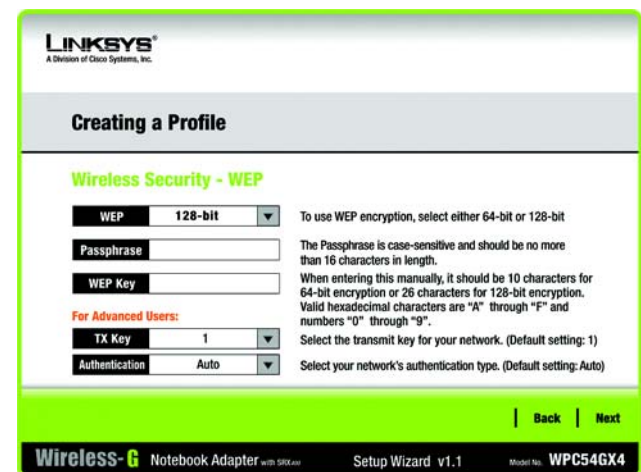 LINKSYS®
A Division of Cisco Systems, Inc.
Creating a Profile
Wireless Security - WEP
WEP 128-bit To use WEP encryption, select either 64-bit or 128-bit
Passphrase The Passphrase is case-sensitive and should be no more
than 16 characters in length.
WEP Key When entering this manually, it should be 10 characters for
64-bit encryption or 26 characters for 128-bit encryption.
Valid hexadecimal characters are "A" through "F" and
numbers "0" through "9".
For Advanced Users:
TX Key 1 Select the transmit key for your network. (Default setting: 1)
Authentication Auto Select your network's authentication type. (Default setting: Auto)
Back Next
Wireless-G Notebook Adapter with SRX400 Setup Wizard v1.1 Model No. WPC54GX4